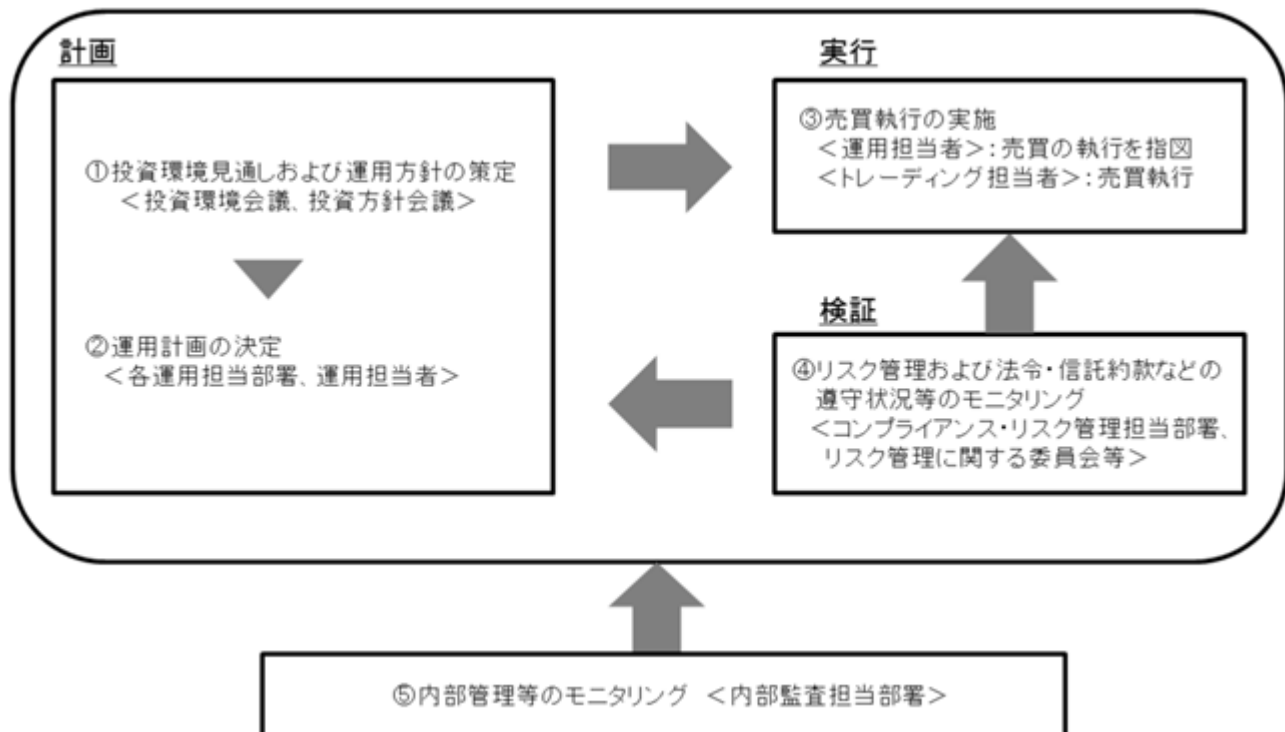 計画
①投資環境見通しおよび運用方針の策定
＜投資環境会議、投資方針会議＞
②運用計画の決定
＜各運用担当部署、運用担当者＞
実行
③売買執行の実施
＜運用担当者＞：売買の執行を指図
＜トレーディング担当者＞：売買執行
検証
④リスク管理および法令・信託約款などの
遵守状況等のモニタリング
＜コンプライアンス・リスク管理担当部署、
リスク管理に関する委員会等＞
⑤内部管理等のモニタリング ＜内部監査担当部署＞